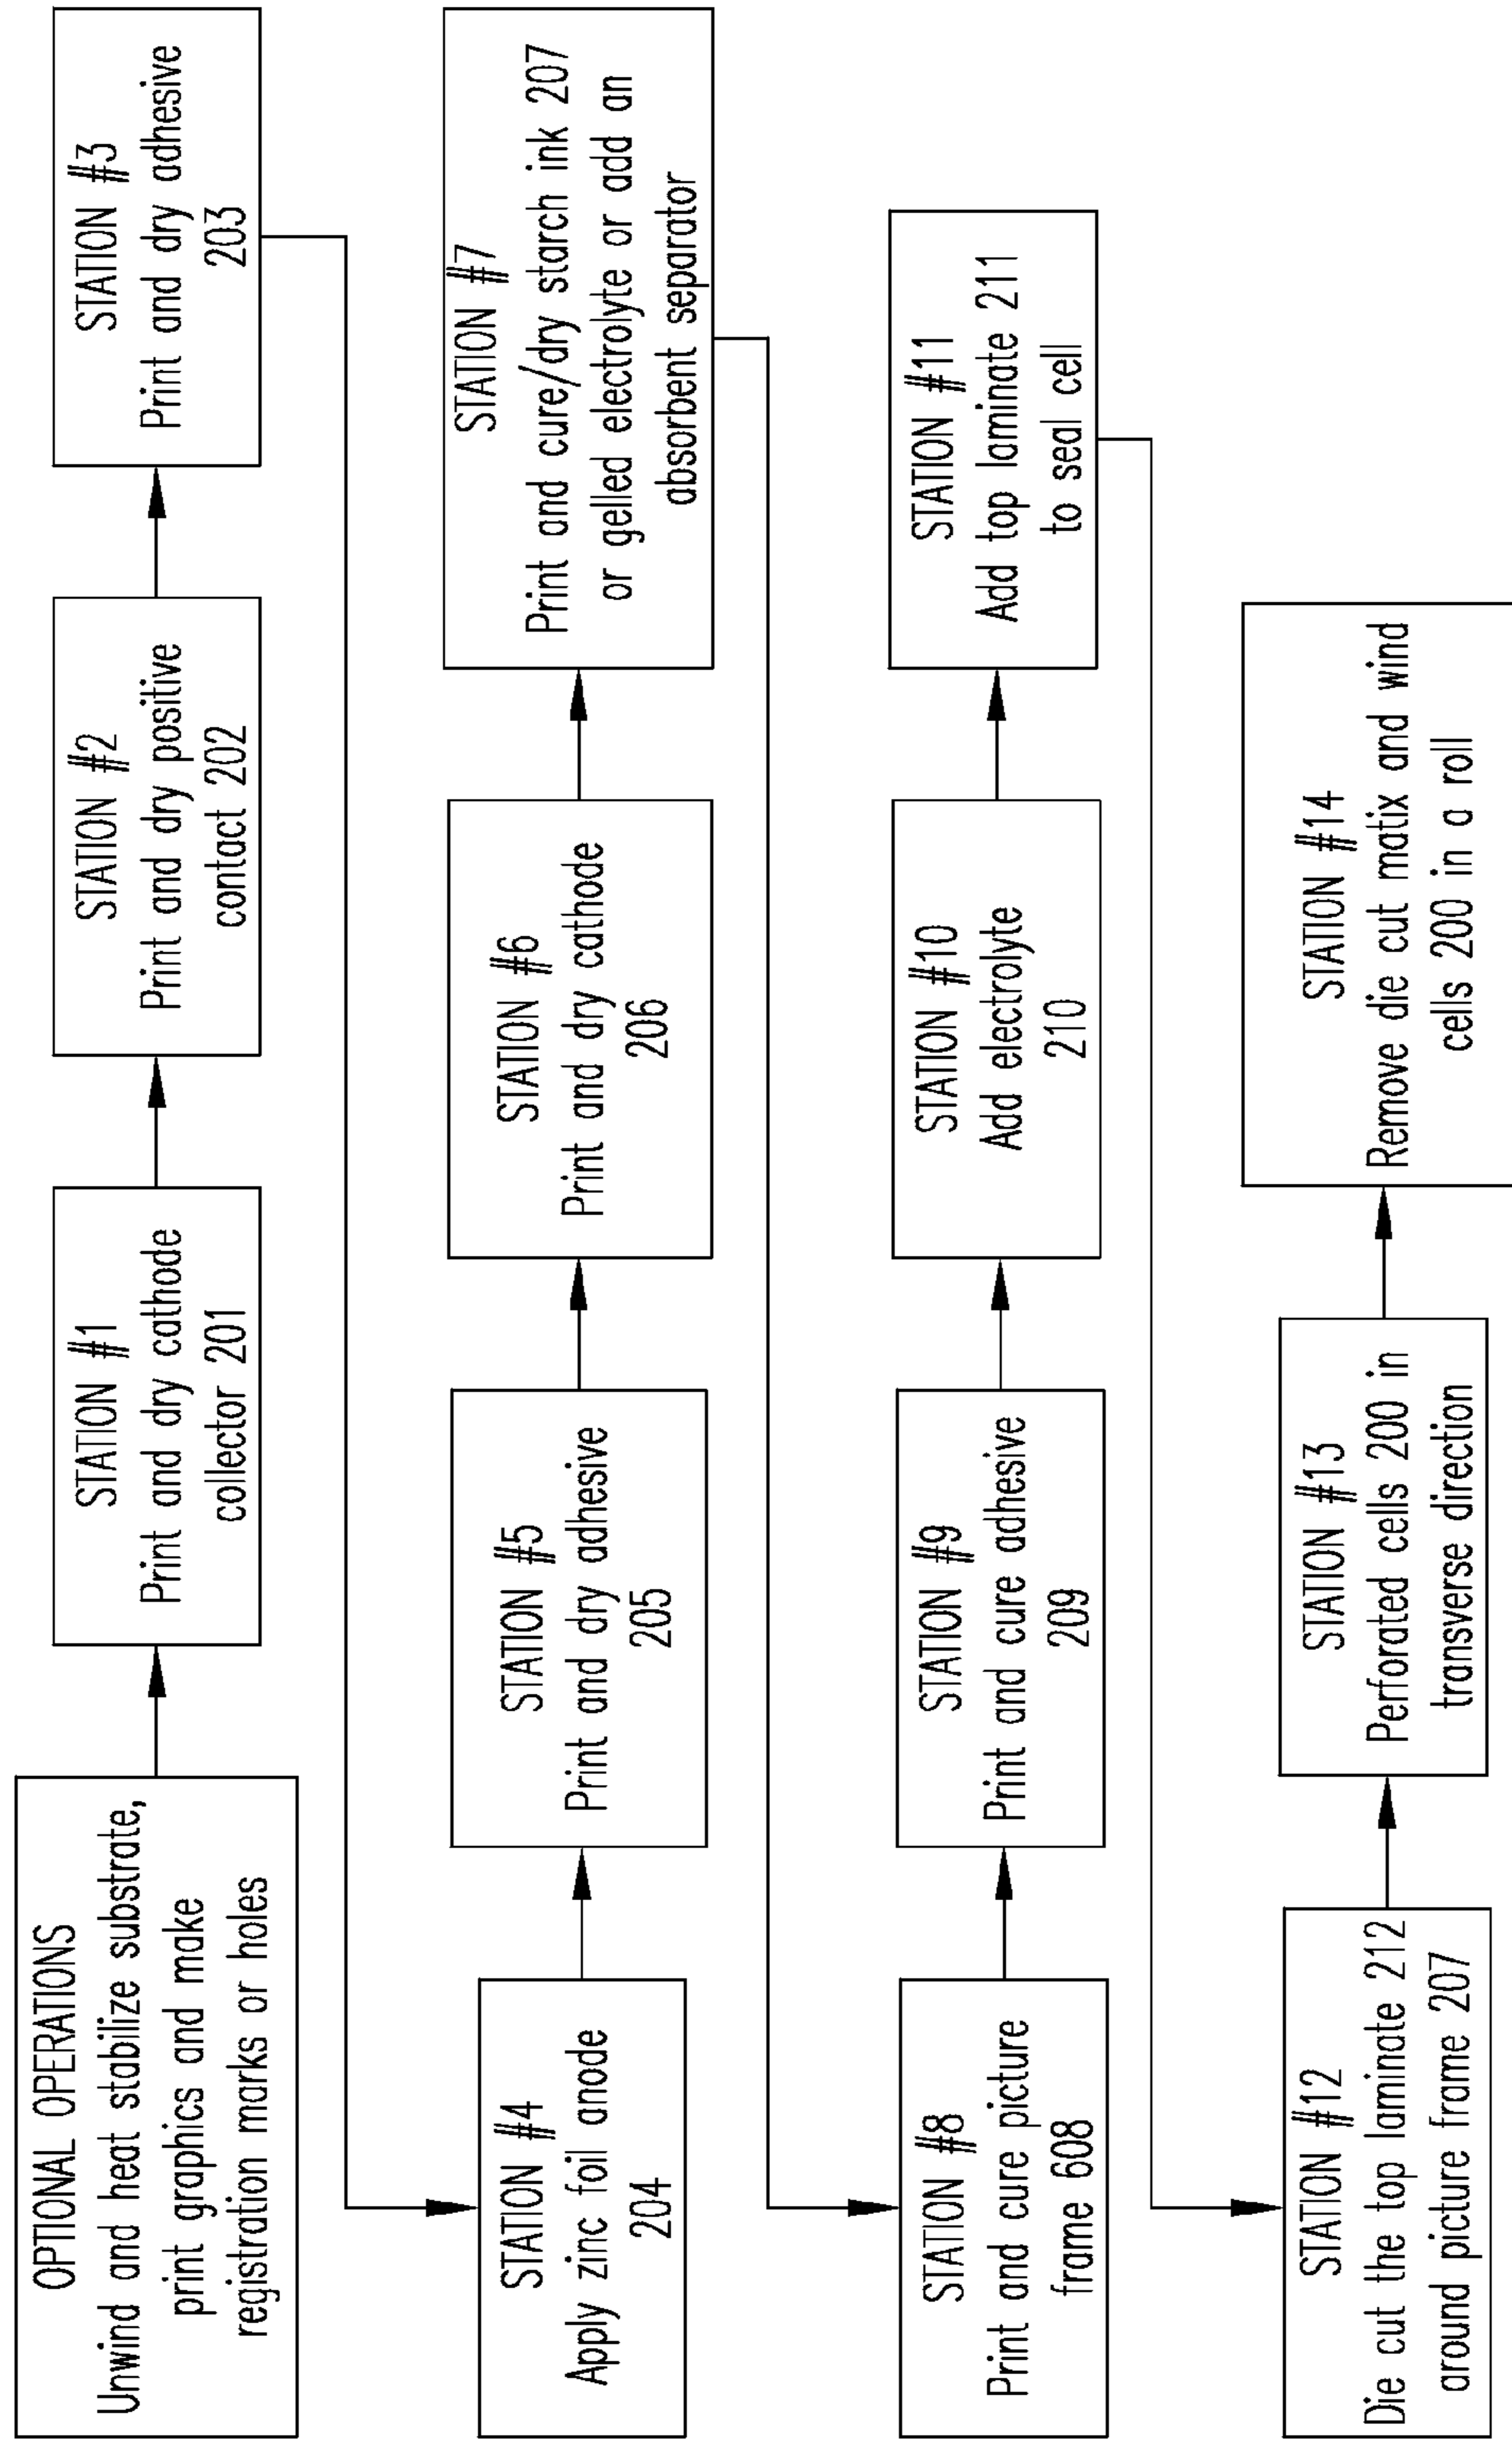 OPTIONAL OPERATIONS
Unwind and heat stabilize substrate,
print graphics and make
registration marks or holes
STATION #1
Print and dry cathode
collector 201
STATION #2
Print and dry positive
contact 202
STATION #3
Print and dry adhesive
203
STATION #4
Apply zinc foil anode
204
STATION #5
Print and dry adhesive
205
STATION #6
Print and dry cathode
206
STATION #7
Print and cure/dry starch ink 207
or gelled electrolyte or add an
absorbent separator
STATION #8
Print and cure picture
frame 608
STATION #9
Print and cure adhesive
209
STATION #10
Add electrolyte
210
STATION #11
Add top laminate 211
to seal cell
STATION #12
Die cut the top laminate 212
around picture frame 207
STATION #13
Perforated cells 200 in
transverse direction
STATION #14
Remove die cut matix and wind
cells 200 in a roll